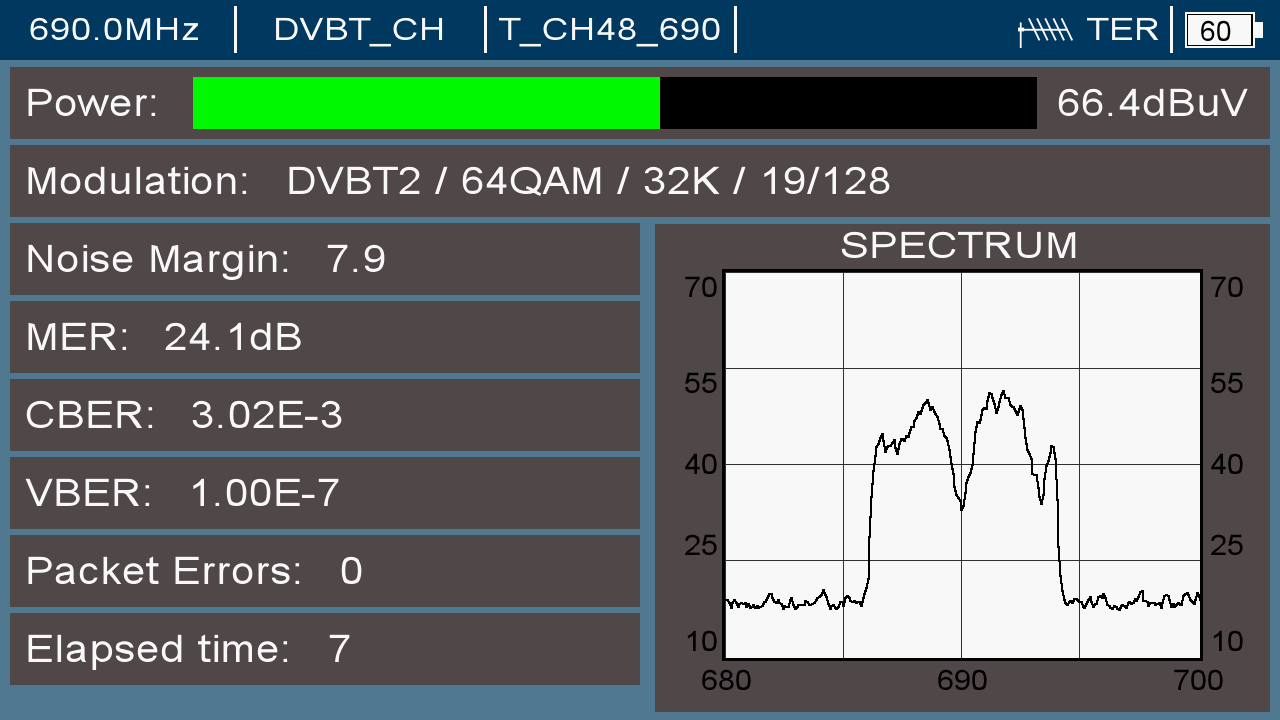 690.0MHz DVBT_CH T_CH48_690 TER 60
Power: 66.4dBuV
Modulation: DVBT2 / 64QAM / 32K / 19/128
Noise Margin: 7.9
MER: 24.1dB
CBER: 3.02E-3
VBER: 1.00E-7
Packet Errors: 0
Elapsed time: 7
SPECTRUM
70 70
55 55
40 40
25 25
10 10
680 690 700